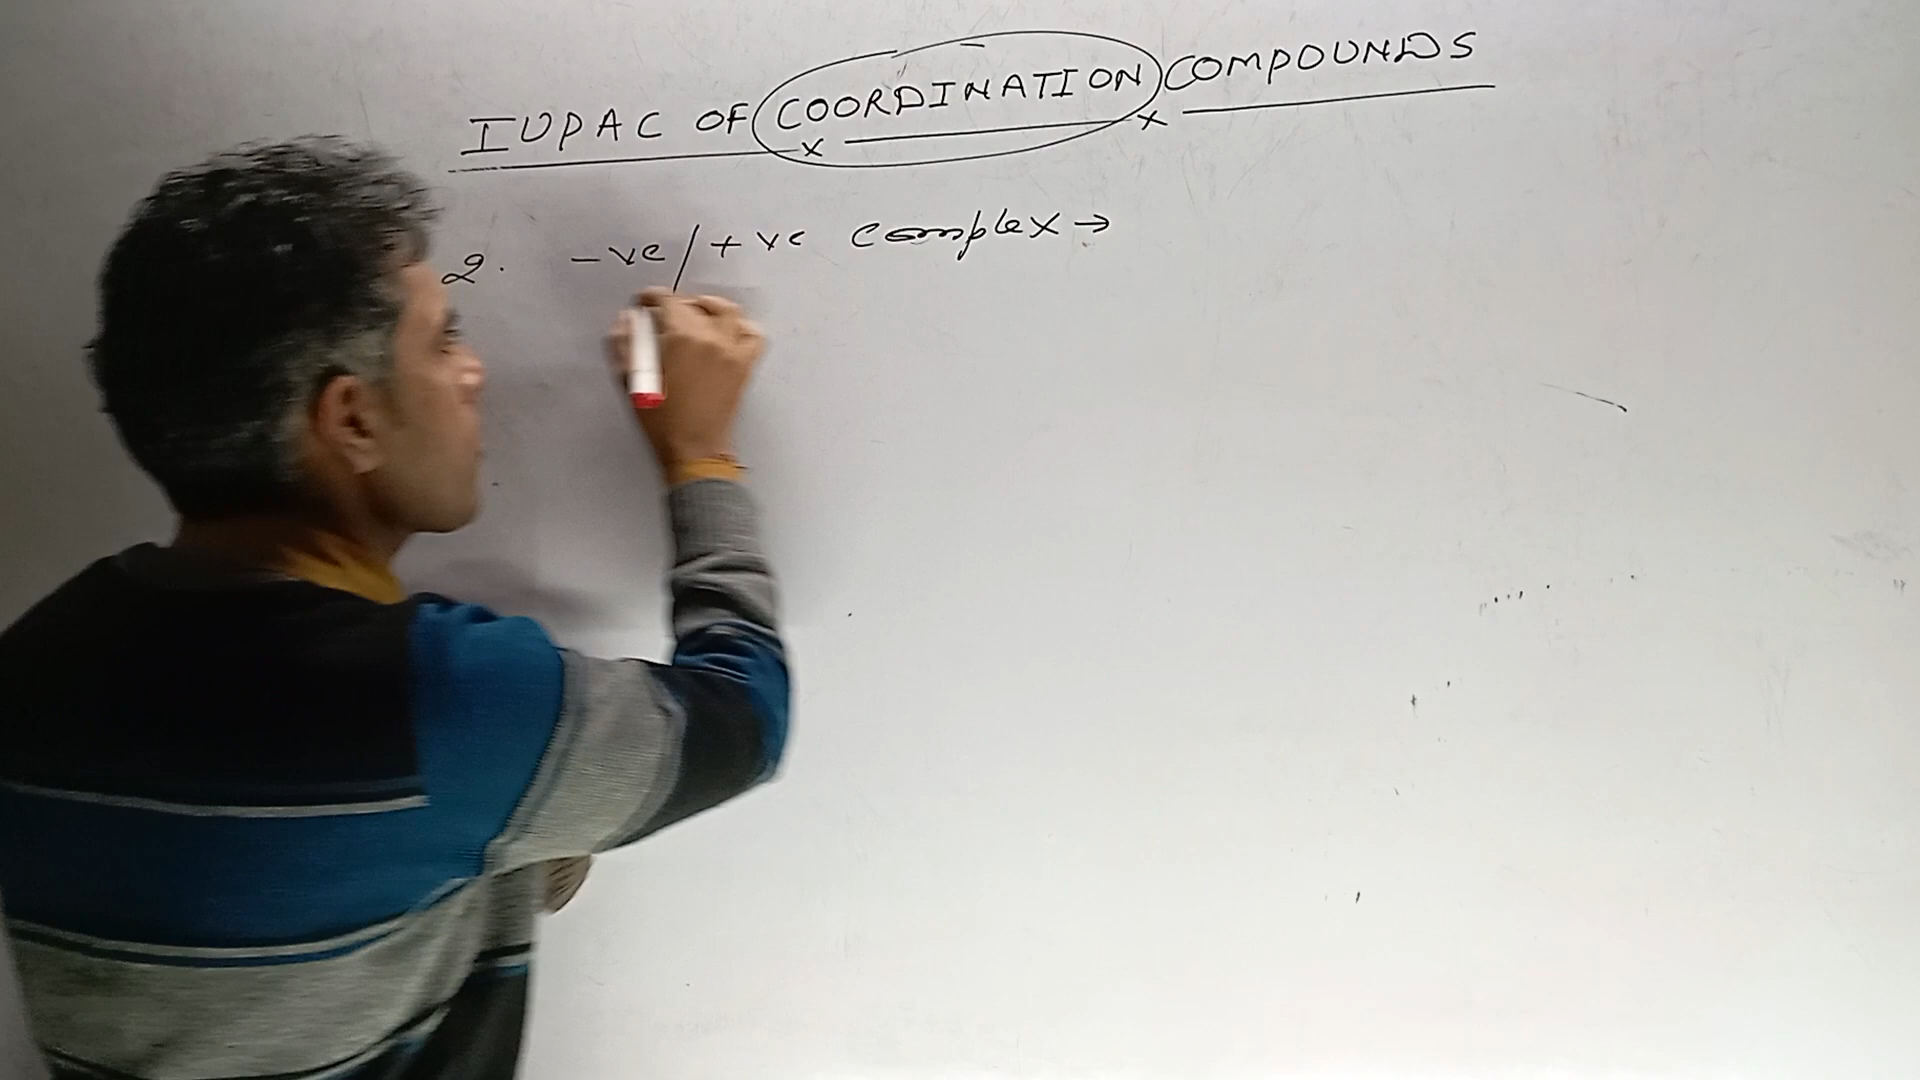 IUPAC OF COORDINATION COMPOUNDS
x x
2. -ve/+ve complex →